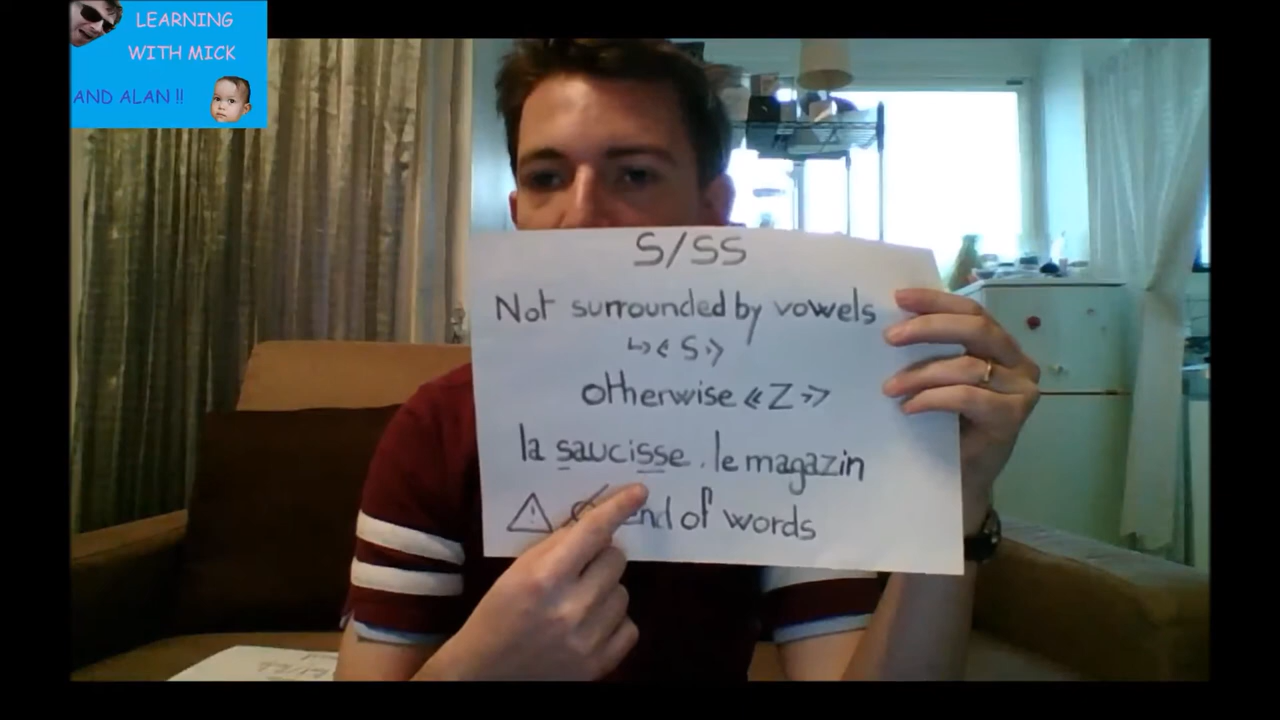 LEARNING
WITH MICK
AND ALAN !!
S/SS
Not surrounded by vowels
↳ « S »
otherwise « Z »
la saucisse. le magazin
end of words